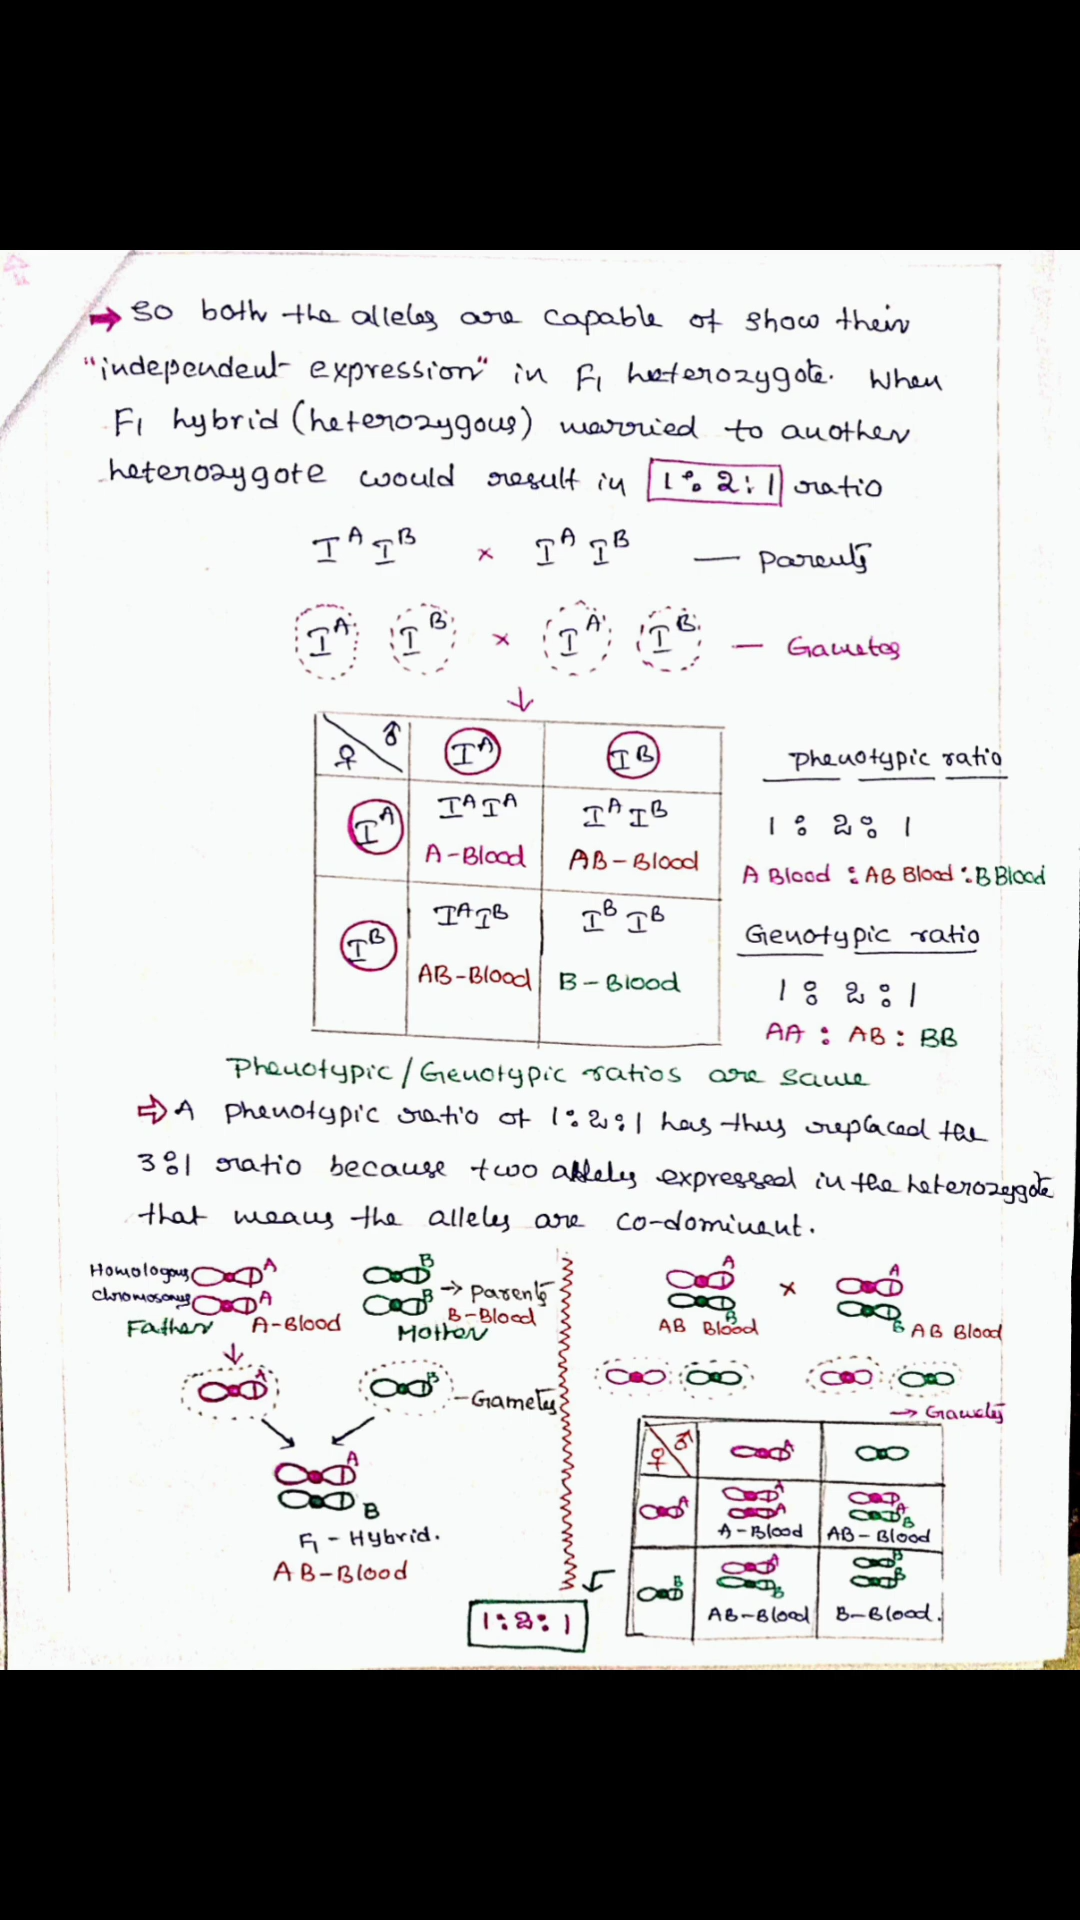 ➡ So both the alleles are capable of show their
"independent expression" in F₁ heterozygote. When
F₁ hybrid (heterozygous) married to another
heterozygote would result in 1:2:1 ratio
Iᴬ Iᴮ × Iᴬ Iᴮ — Parents
Iᴬ Iᴮ × Iᴬ Iᴮ — Gametes
↓
♀ ♂ Iᴬ Iᴮ
Iᴬ IᴬIᴬ IᴬIᴮ
A-Blood AB-Blood
Iᴮ IᴬIᴮ IᴮIᴮ
AB-Blood B-Blood
Phenotypic ratio
1:2:1
A Blood : AB Blood : B Blood
Genotypic ratio
1:2:1
AA : AB : BB
Phenotypic/Genotypic ratios are same
⇨ A phenotypic ratio of 1:2:1 has thus replaced the
3:1 ratio because two alleles expressed in the heterozygote
that means the alleles are co-dominent.
Homologous A
Chromosomes A
Father A-Blood
B
B → Parents
B-Blood
Mother
A B – Gametes
A
B
F₁ - Hybrid.
AB-Blood
A × A
B B
AB Blood AB Blood
→ Gametes
♀ ♂ A
A A A A B
A-Blood AB-Blood
B A B B B
AB-Blood B-Blood.
1:2:1